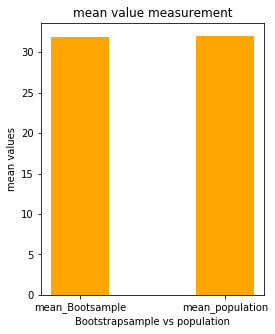 mean value measurement
30
25
20
15
10
5
0
mean values
mean_Bootsample
mean_population
Bootstrapsample vs population